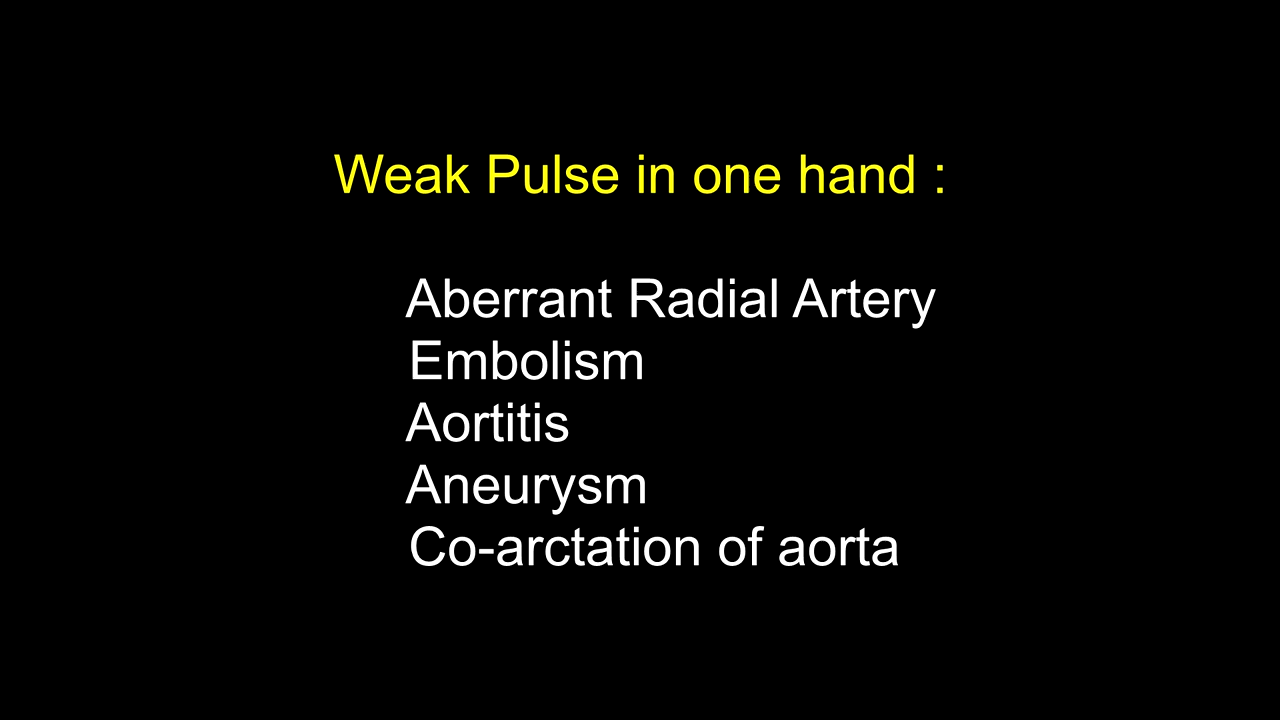 Weak Pulse in one hand :
Aberrant Radial Artery
Embolism
Aortitis
Aneurysm
Co-arctation of aorta